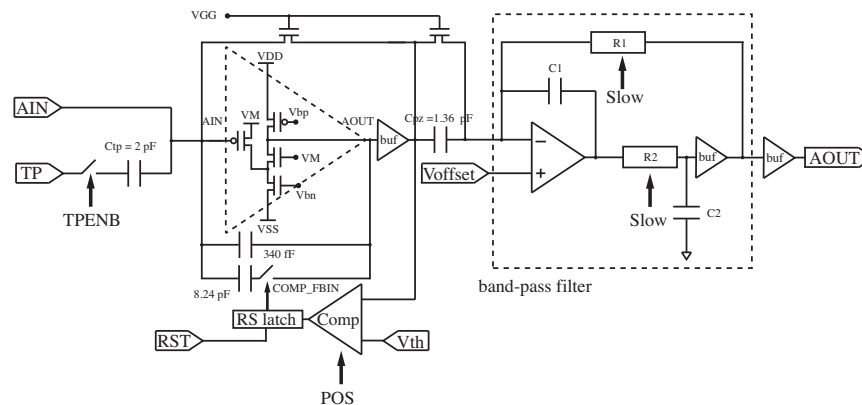 VGG
R1
VDD
C1
Slow
AIN
VM
Vbp
AIN
AOUT
Cpz =1.36 pF
buf
−
Ctp = 2 pF
VM
R2
buf
buf
AOUT
TP
Voffset
+
Vbn
Slow
C2
TPENB
VSS
340 fF
8.24 pF
COMP_FBIN
band-pass filter
RS latch
Comp
RST
Vth
POS